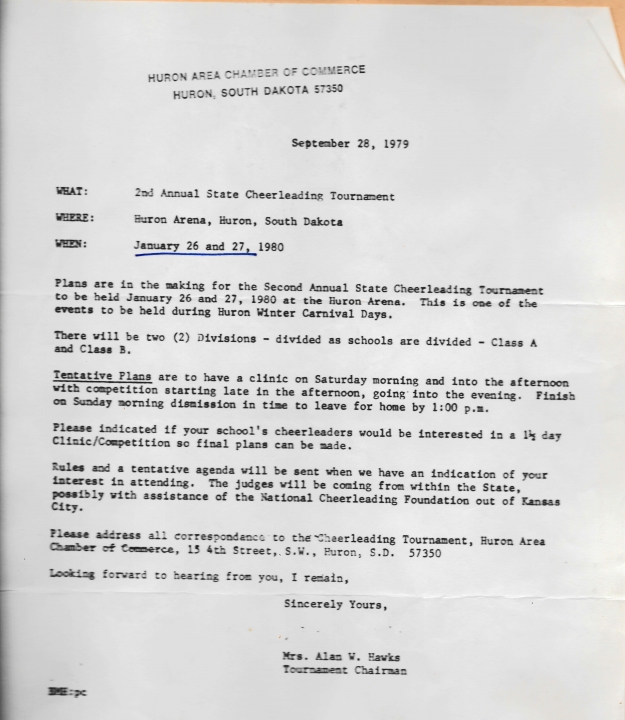 HURON AREA CHAMBER OF COMMERCE
HURON, SOUTH DAKOTA 57350
September 28, 1979
WHAT: 2nd Annual State Cheerleading Tournament
WHERE: Huron Arena, Huron, South Dakota
WHEN: January 26 and 27, 1980
Plans are in the making for the Second Annual State Cheerleading Tournament
to be held January 26 and 27, 1980 at the Huron Arena. This is one of the
events to be held during Huron Winter Carnival Days.
There will be two (2) Divisions - divided as schools are divided - Class A
and Class B.
Tentative Plans are to have a clinic on Saturday morning and into the afternoon
with competition starting late in the afternoon, going into the evening. Finish
on Sunday morning dismission in time to leave for home by 1:00 p.m.
Please indicated if your school's cheerleaders would be interested in a 1½ day
Clinic/Competition so final plans can be made.
Rules and a tentative agenda will be sent when we have an indication of your
interest in attending. The judges will be coming from within the State,
possibly with assistance of the National Cheerleading Foundation out of Kansas
City.
Please address all correspondance to the Cheerleading Tournament, Huron Area
Chamber of Commerce, 15 4th Street, S.W., Huron, S.D. 57350
Looking forward to hearing from you, I remain,
Sincerely Yours,
Mrs. Alan W. Hawks
Tournament Chairman
:pc